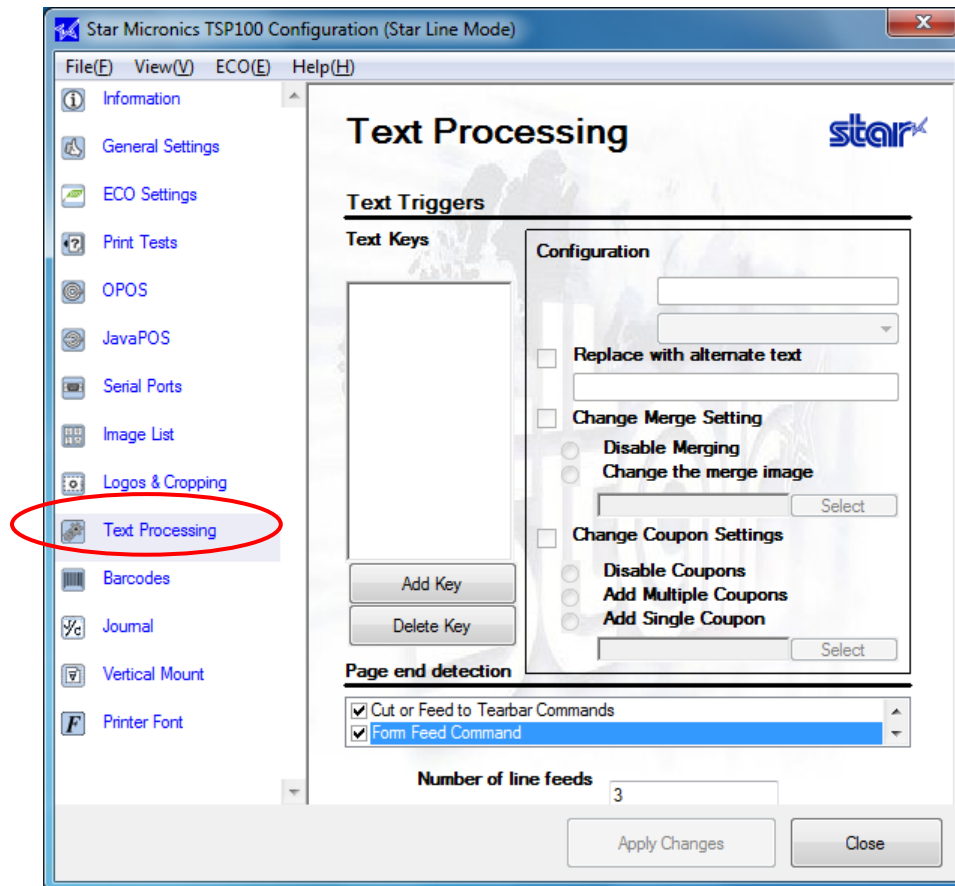 Star Micronics TSP100 Configuration (Star Line Mode)
File(F) View(V) ECO(E) Help(H)
Information
General Settings
ECO Settings
Print Tests
OPOS
JavaPOS
Serial Ports
Image List
Logos & Cropping
Text Processing
Barcodes
Journal
Vertical Mount
Printer Font
Text Processing
star
Text Triggers
Text Keys
Add Key
Delete Key
Configuration
Replace with alternate text
Change Merge Setting
Disable Merging
Change the merge image
Select
Change Coupon Settings
Disable Coupons
Add Multiple Coupons
Add Single Coupon
Select
Page end detection
Cut or Feed to Tearbar Commands
Form Feed Command
Number of line feeds 3
Apply Changes
Close